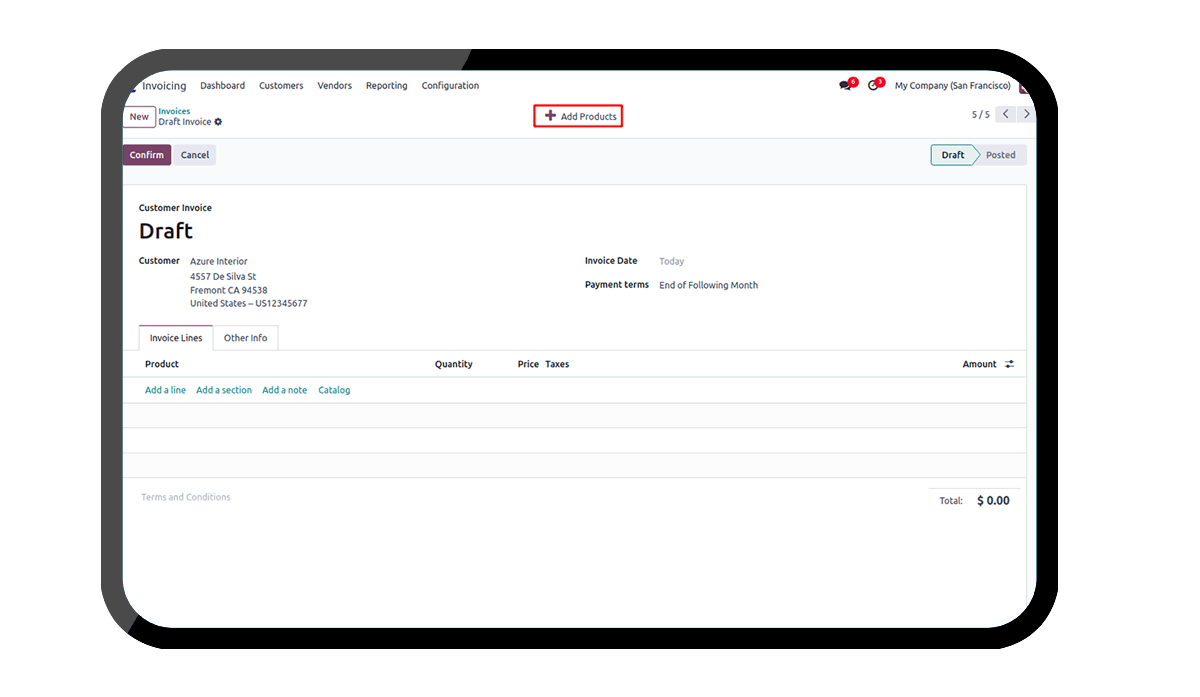 Invoicing Dashboard Customers Vendors Reporting Configuration 6 3 My Company (San Francisco)
New Invoices Add Products 5 / 5
Draft Invoice
Confirm Cancel Draft Posted
Customer Invoice
Draft
Customer Azure Interior Invoice Date Today
4557 De Silva St
Fremont CA 94538 Payment terms End of Following Month
United States – US12345677
Invoice Lines Other Info
Product Quantity Price Taxes Amount
Add a line Add a section Add a note Catalog
Terms and Conditions Total: $ 0.00